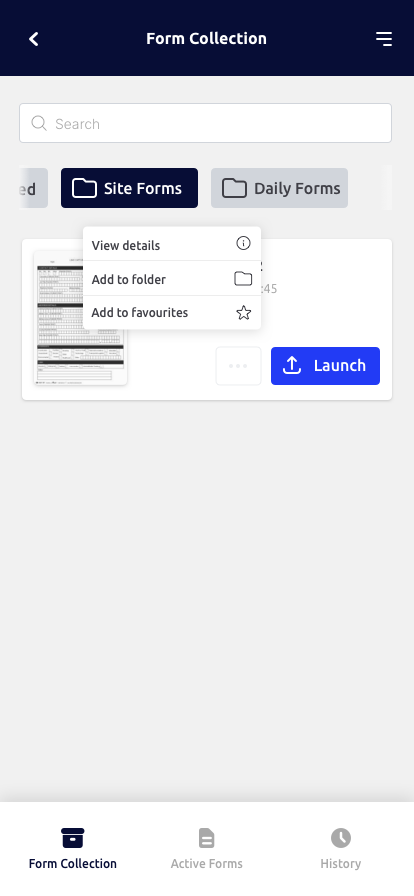 Form Collection
Search
ed
Site Forms
Daily Forms
View details
Add to folder
Add to favourites
:45
Launch
Form Collection
Active Forms
History